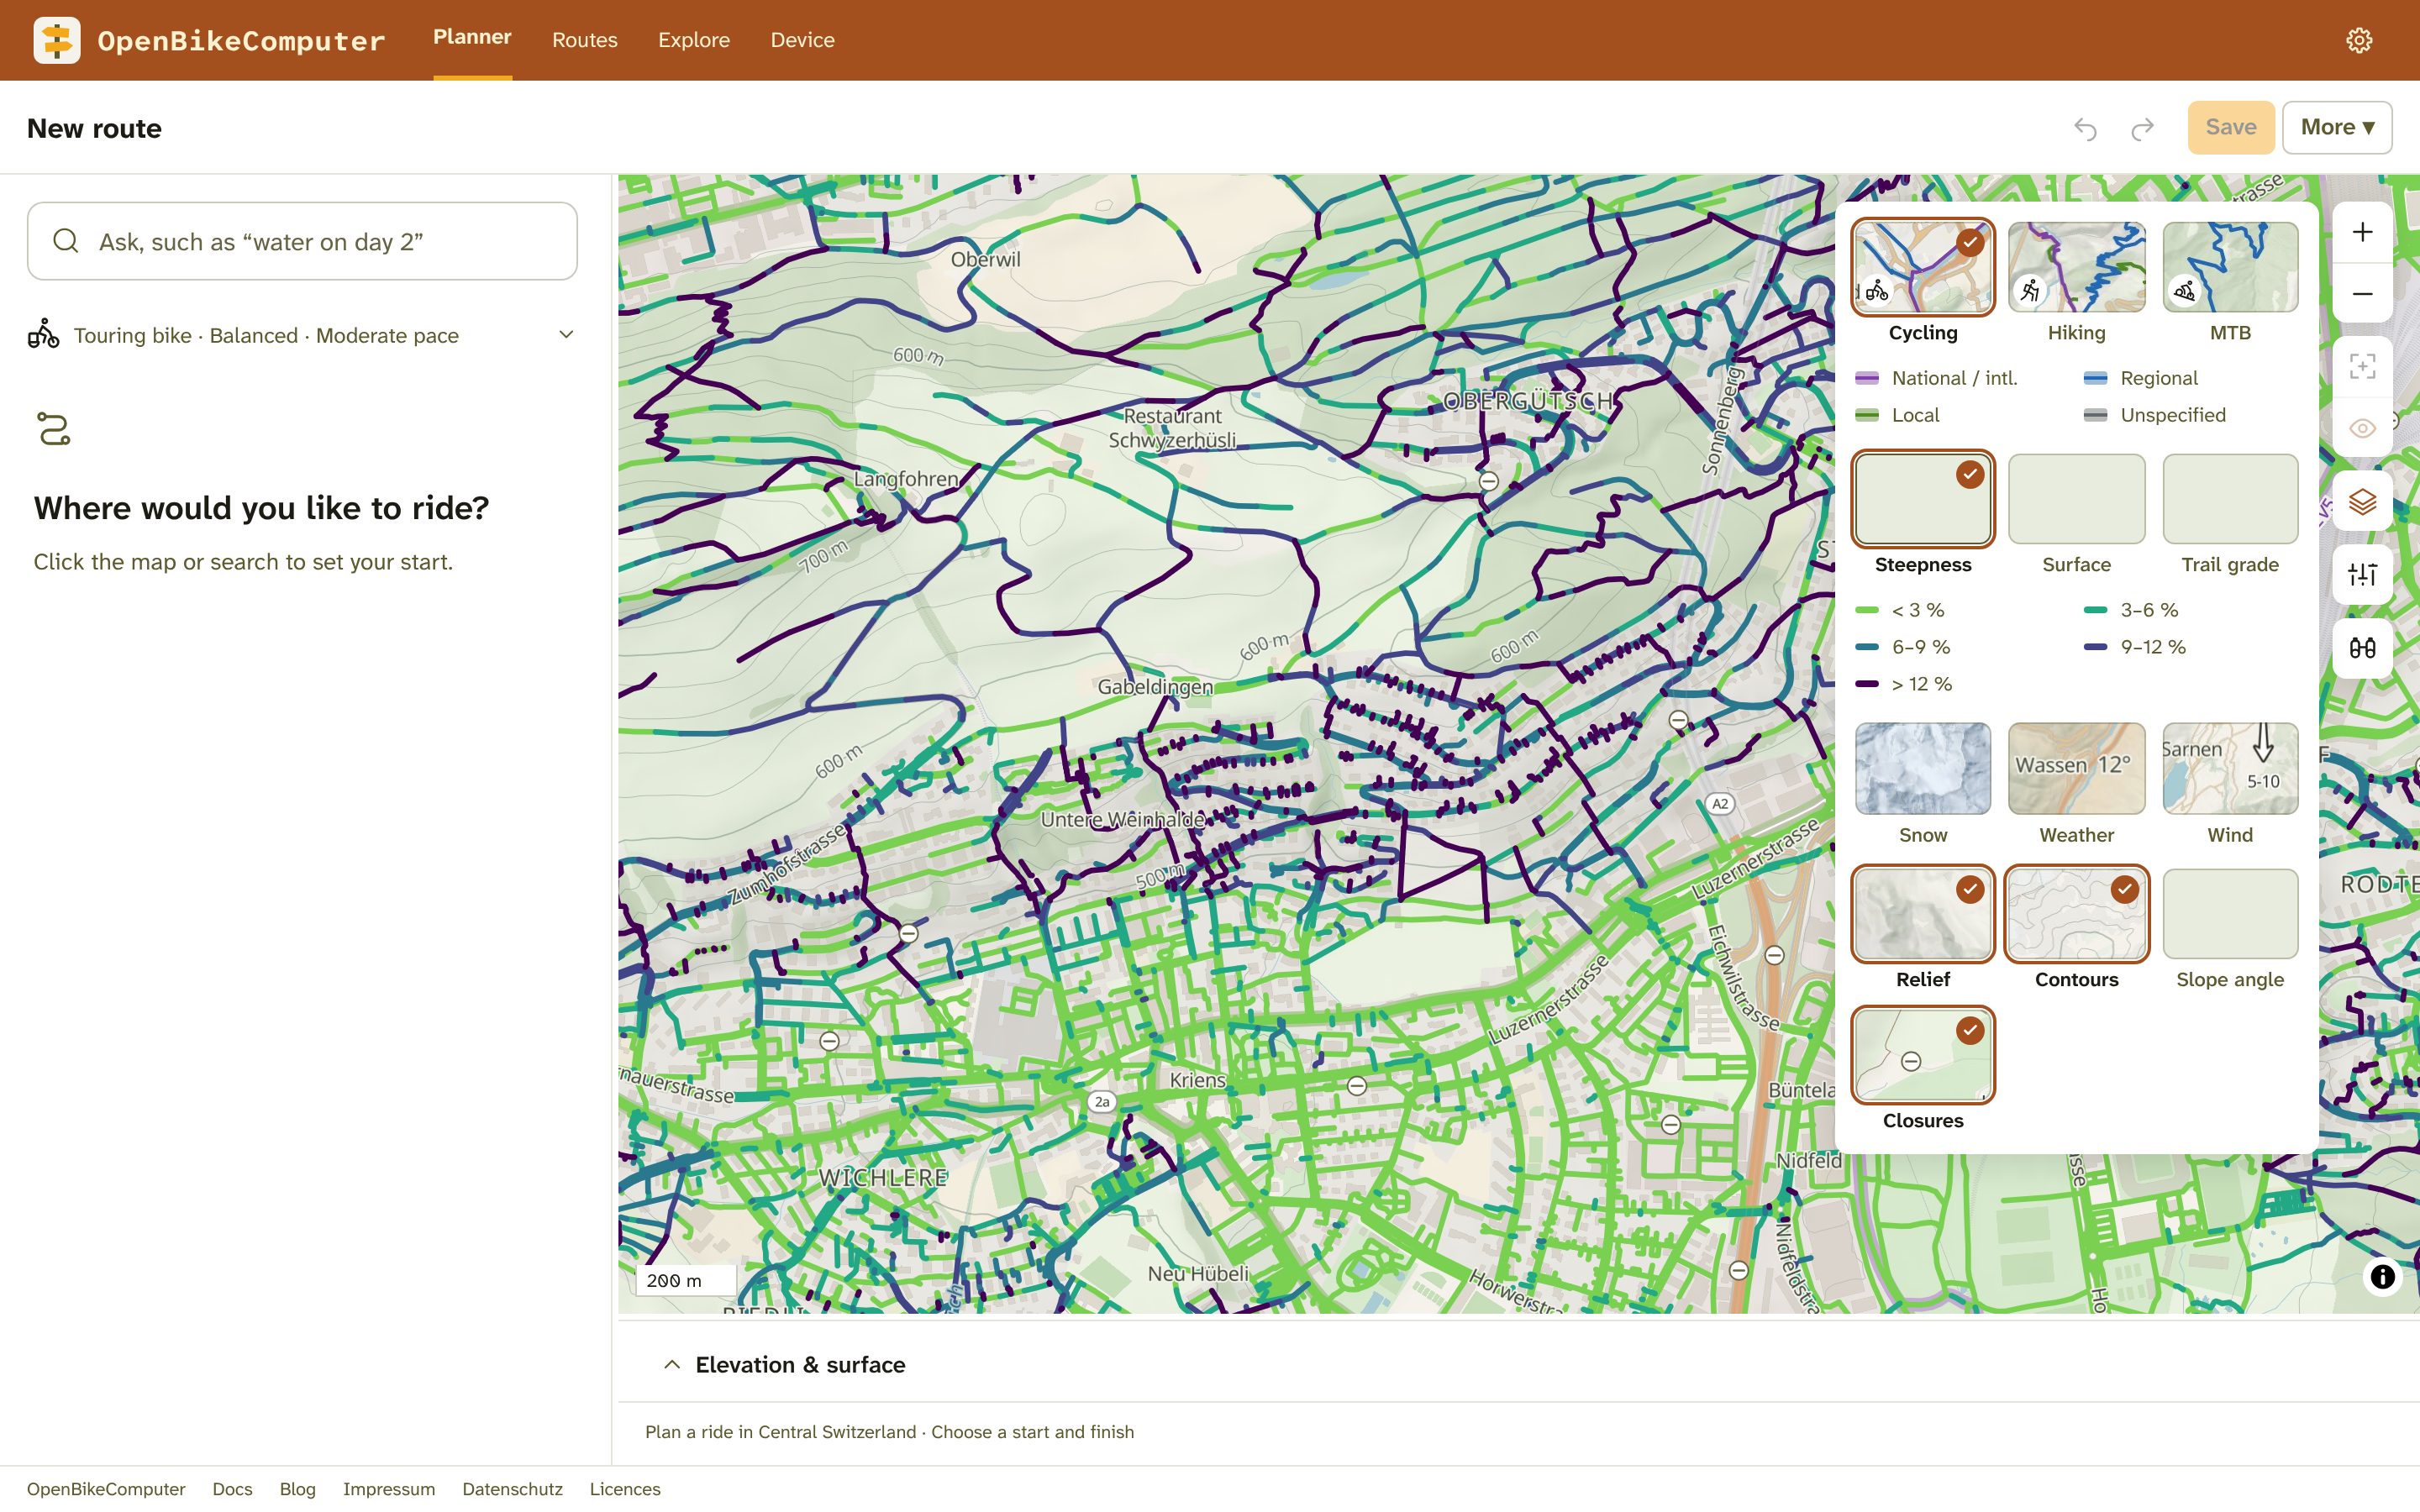 OpenBikeComputer
Planner
Routes
Explore
Device
New route
Save
More ▾
Ask, such as “water on day 2”
Touring bike · Balanced · Moderate pace
Where would you like to ride?
Click the map or search to set your start.
Oberwil
600 m
Restaurant
Schwyzerhüsli
OBERGÜTSCH
Sonnenberg
Langfohren
700 m
600 m
600 m
Gabeldingen
600 m
Untere Weinhalde
A2
Zumhofstrasse
500 m
Luzernerstrasse
Eichwilstrasse
Luzernerstrasse
nauerstrasse
Kriens
2a
Büntela
WICHLERE
Nidfeld
Neu Hübeli
Horwerstra
Nidfeldstra
200 m
strasse
RODTE
Cycling
Hiking
MTB
National / intl.
Regional
Local
Unspecified
Steepness
Surface
Trail grade
< 3 %
3–6 %
6–9 %
9–12 %
> 12 %
Sarnen
Wassen 12°
5-10
Snow
Weather
Wind
Relief
Contours
Slope angle
Closures
Elevation & surface
Plan a ride in Central Switzerland · Choose a start and finish
OpenBikeComputer
Docs
Blog
Impressum
Datenschutz
Licences